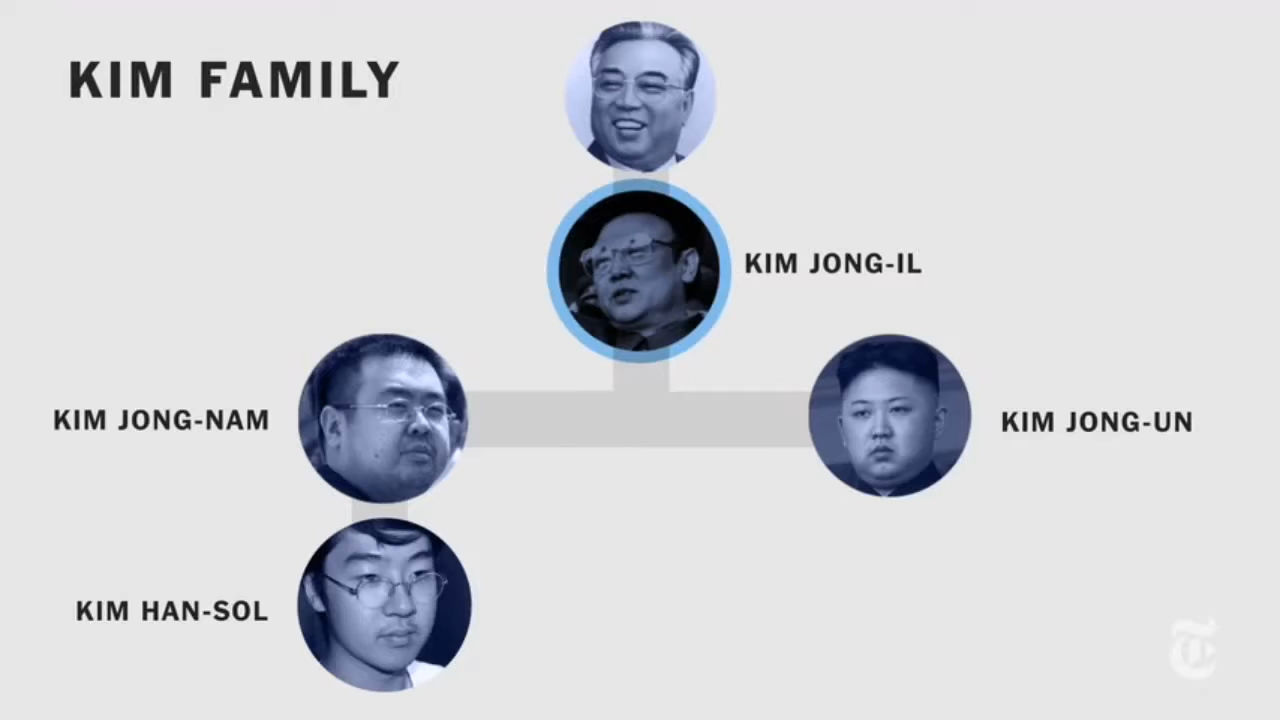 KIM FAMILY
KIM JONG-IL
KIM JONG-NAM
KIM JONG-UN
KIM HAN-SOL
T